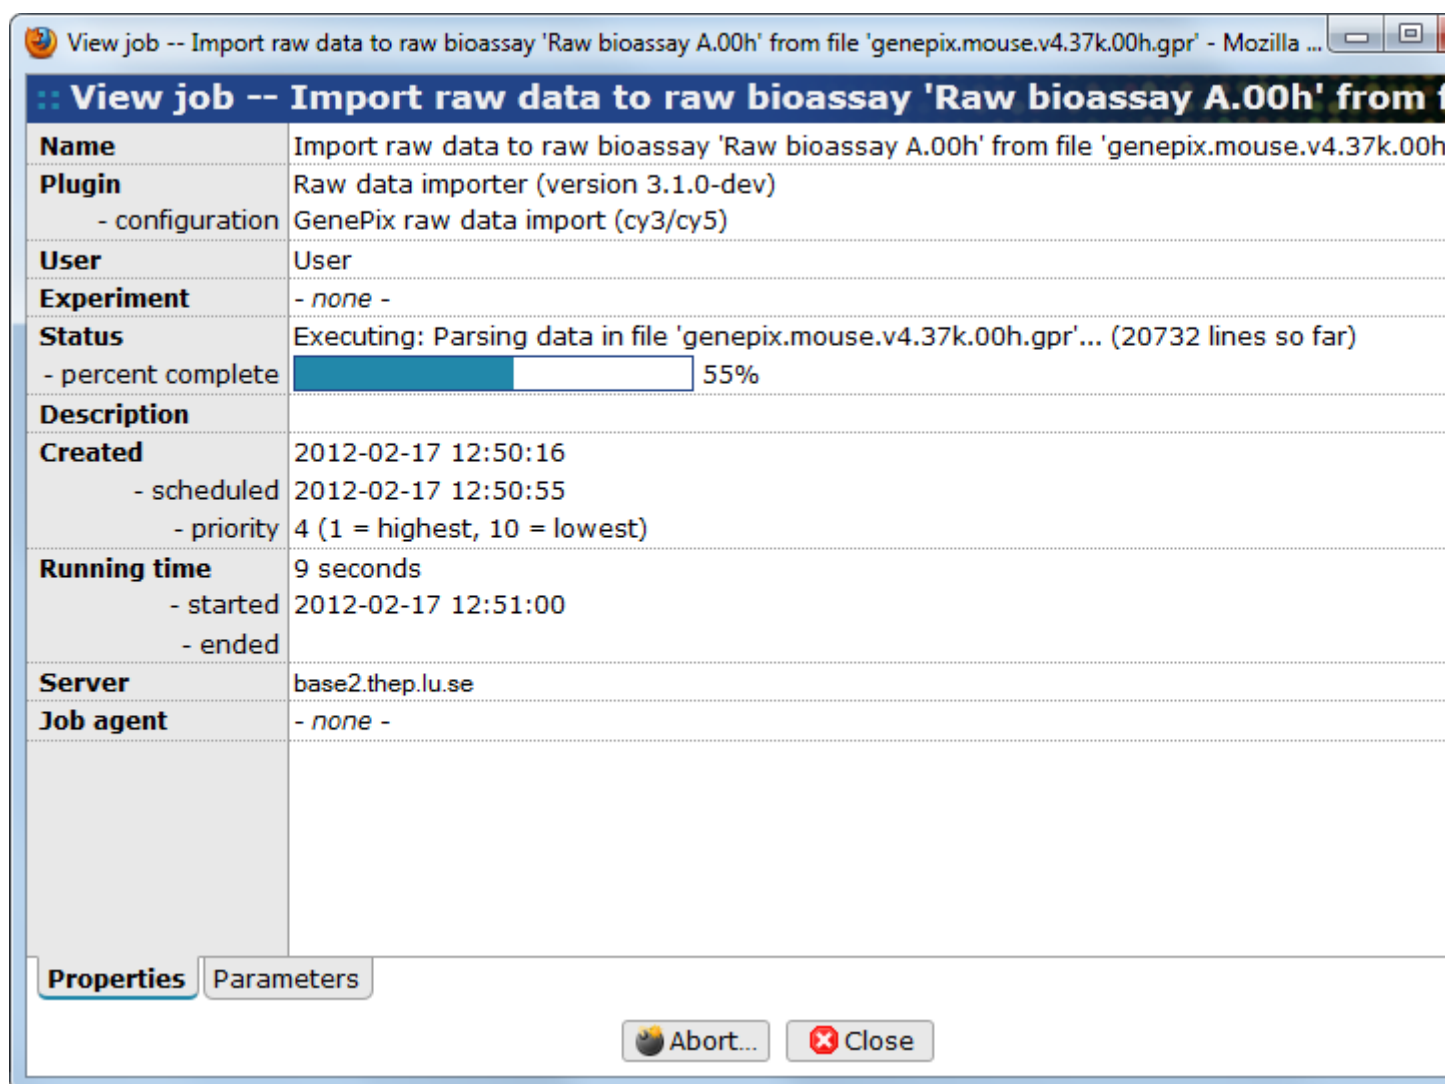 View job -- Import raw data to raw bioassay 'Raw bioassay A.00h' from file 'genepix.mouse.v4.37k.00h.gpr' - Mozilla ...
:: View job -- Import raw data to raw bioassay 'Raw bioassay A.00h' from f
Name Import raw data to raw bioassay 'Raw bioassay A.00h' from file 'genepix.mouse.v4.37k.00h
Plugin Raw data importer (version 3.1.0-dev)
- configuration GenePix raw data import (cy3/cy5)
User User
Experiment - none -
Status Executing: Parsing data in file 'genepix.mouse.v4.37k.00h.gpr'... (20732 lines so far)
- percent complete 55%
Description
Created 2012-02-17 12:50:16
- scheduled 2012-02-17 12:50:55
- priority 4 (1 = highest, 10 = lowest)
Running time 9 seconds
- started 2012-02-17 12:51:00
- ended
Server base2.thep.lu.se
Job agent - none -
Properties Parameters
Abort... Close